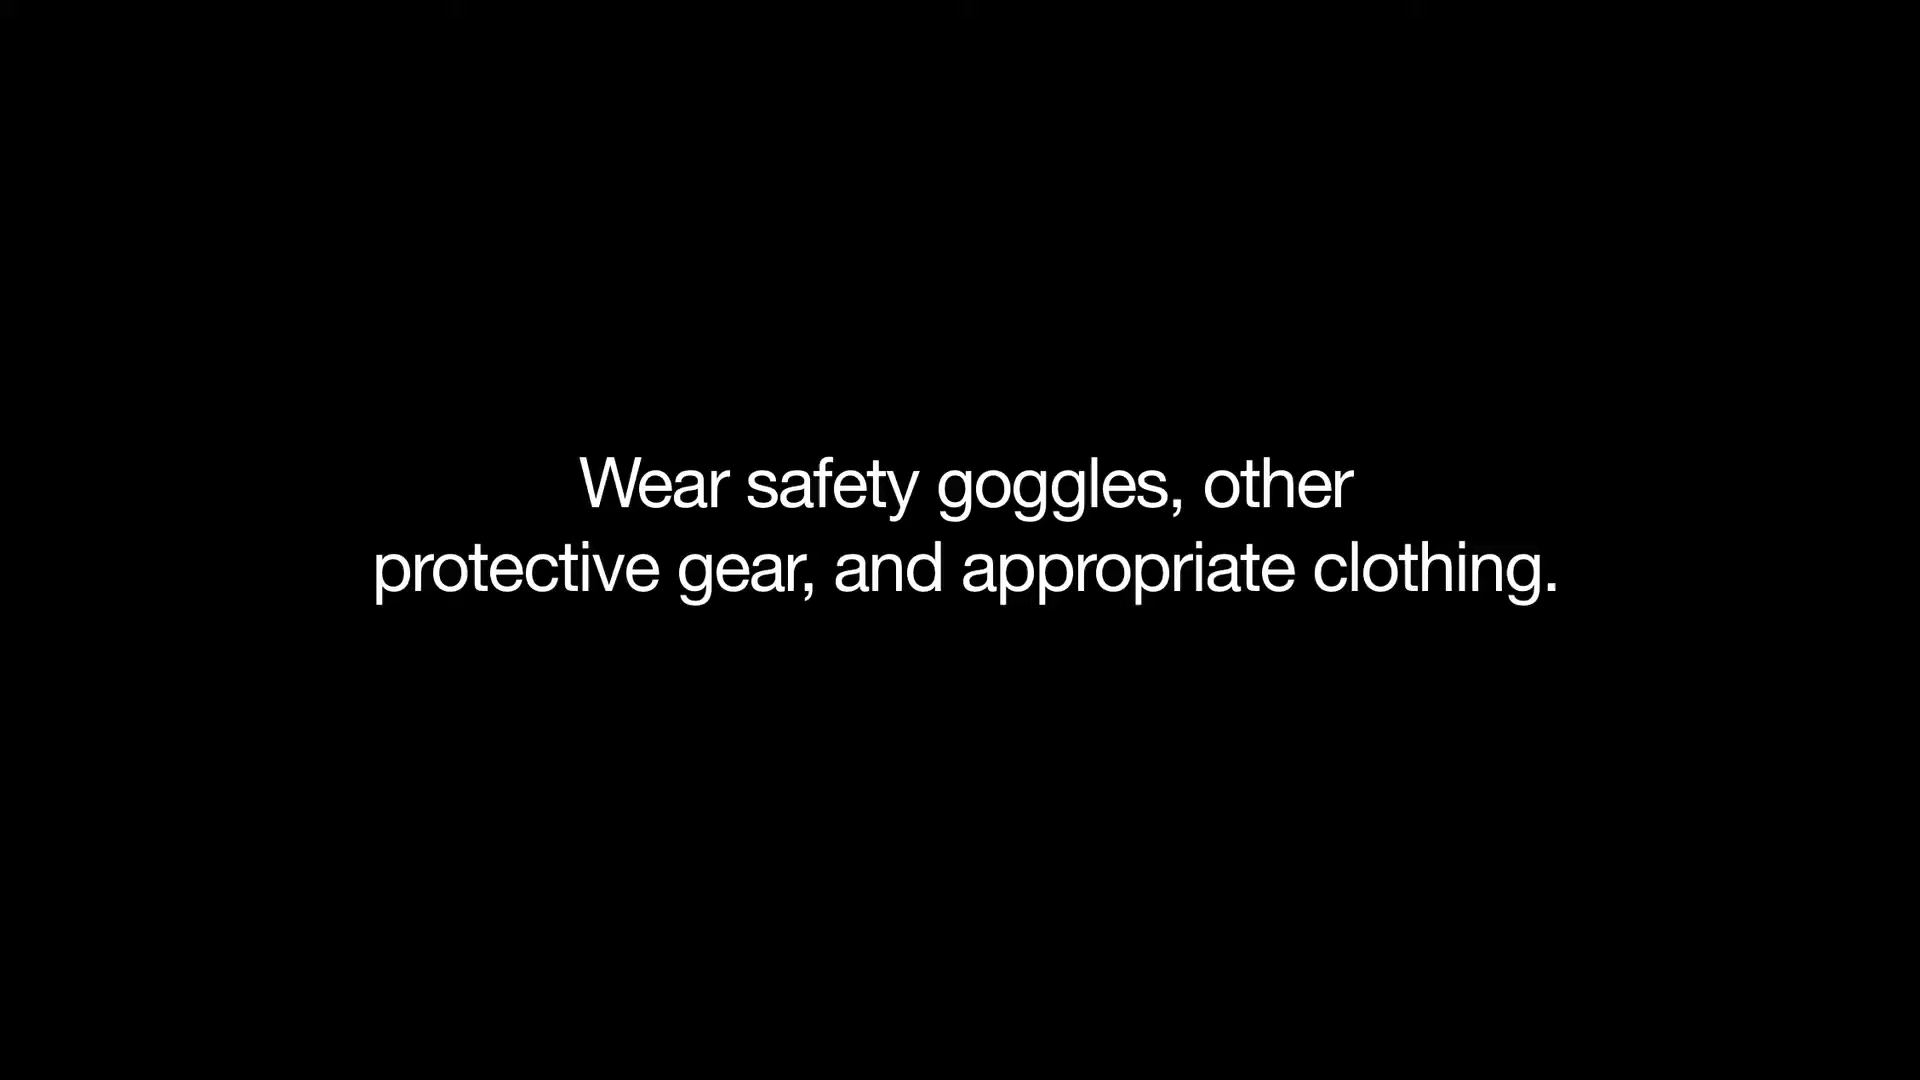 Wear safety goggles, other
protective gear, and appropriate clothing.